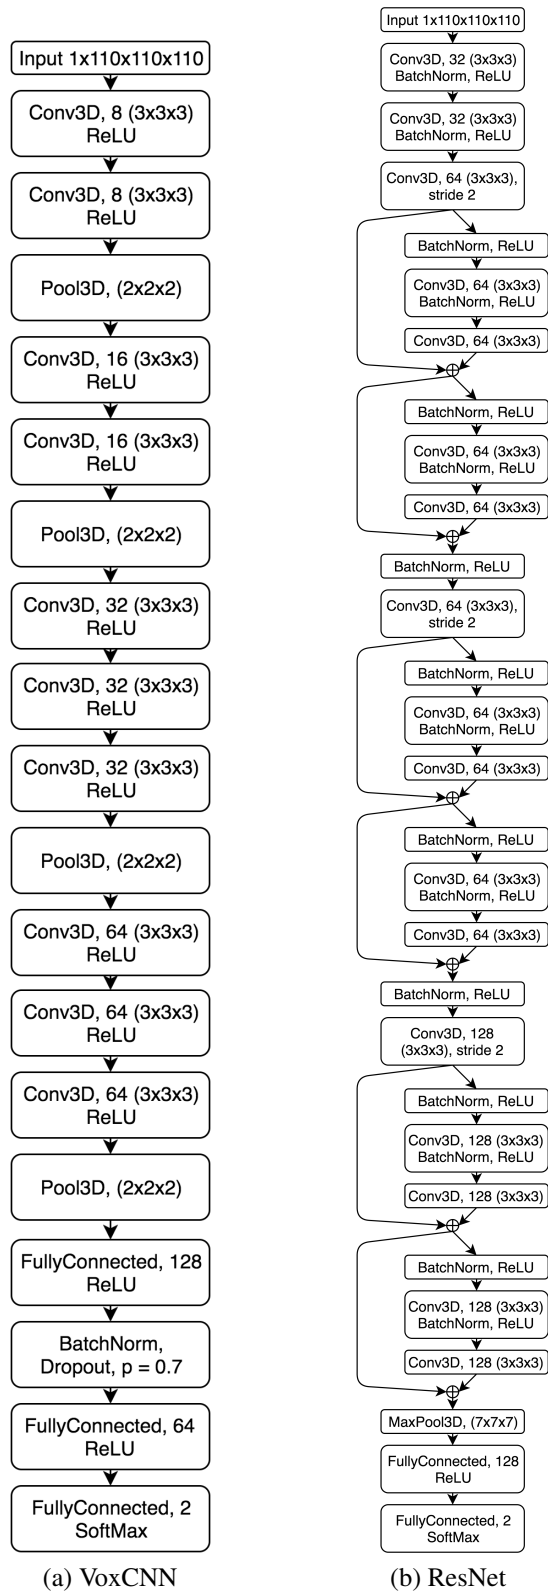 Input 1x110x110x110
Conv3D, 8 (3x3x3)
ReLU
Conv3D, 8 (3x3x3)
ReLU
Pool3D, (2x2x2)
Conv3D, 16 (3x3x3)
ReLU
Conv3D, 16 (3x3x3)
ReLU
Pool3D, (2x2x2)
Conv3D, 32 (3x3x3)
ReLU
Conv3D, 32 (3x3x3)
ReLU
Conv3D, 32 (3x3x3)
ReLU
Pool3D, (2x2x2)
Conv3D, 64 (3x3x3)
ReLU
Conv3D, 64 (3x3x3)
ReLU
Conv3D, 64 (3x3x3)
ReLU
Pool3D, (2x2x2)
FullyConnected, 128
ReLU
BatchNorm,
Dropout, p = 0.7
FullyConnected, 64
ReLU
FullyConnected, 2
SoftMax
(a) VoxCNN
Input 1x110x110x110
Conv3D, 32 (3x3x3)
BatchNorm, ReLU
Conv3D, 32 (3x3x3)
BatchNorm, ReLU
Conv3D, 64 (3x3x3),
stride 2
BatchNorm, ReLU
Conv3D, 64 (3x3x3)
BatchNorm, ReLU
Conv3D, 64 (3x3x3)
BatchNorm, ReLU
Conv3D, 64 (3x3x3)
BatchNorm, ReLU
Conv3D, 64 (3x3x3)
BatchNorm, ReLU
Conv3D, 64 (3x3x3),
stride 2
BatchNorm, ReLU
Conv3D, 64 (3x3x3)
BatchNorm, ReLU
Conv3D, 64 (3x3x3)
BatchNorm, ReLU
Conv3D, 64 (3x3x3)
BatchNorm, ReLU
Conv3D, 64 (3x3x3)
BatchNorm, ReLU
Conv3D, 128
(3x3x3), stride 2
BatchNorm, ReLU
Conv3D, 128 (3x3x3)
BatchNorm, ReLU
Conv3D, 128 (3x3x3)
BatchNorm, ReLU
Conv3D, 128 (3x3x3)
BatchNorm, ReLU
Conv3D, 128 (3x3x3)
MaxPool3D, (7x7x7)
FullyConnected, 128
ReLU
FullyConnected, 2
SoftMax
(b) ResNet